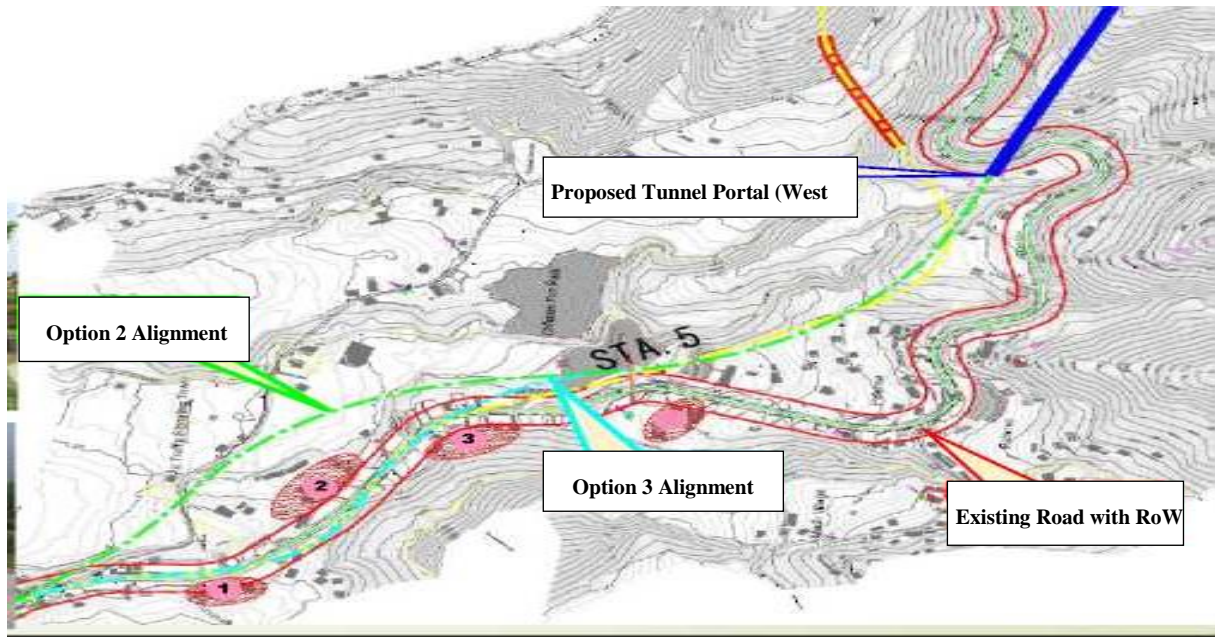 Proposed Tunnel Portal (West
Option 2 Alignment
STA. 5
3
2
Option 3 Alignment
Existing Road with RoW
1